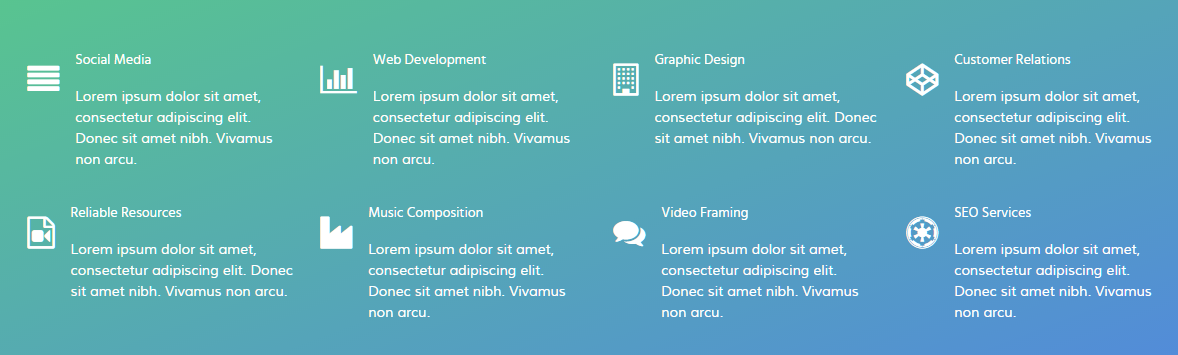 Social Media
Lorem ipsum dolor sit amet,
consectetur adipiscing elit.
Donec sit amet nibh. Vivamus
non arcu.
Web Development
Lorem ipsum dolor sit amet,
consectetur adipiscing elit.
Donec sit amet nibh. Vivamus
non arcu.
Graphic Design
Lorem ipsum dolor sit amet,
consectetur adipiscing elit. Donec
sit amet nibh. Vivamus non arcu.
Customer Relations
Lorem ipsum dolor sit amet,
consectetur adipiscing elit.
Donec sit amet nibh. Vivamus
non arcu.
Reliable Resources
Lorem ipsum dolor sit amet,
consectetur adipiscing elit. Donec
sit amet nibh. Vivamus non arcu.
Music Composition
Lorem ipsum dolor sit amet,
consectetur adipiscing elit.
Donec sit amet nibh. Vivamus
non arcu.
Video Framing
Lorem ipsum dolor sit amet,
consectetur adipiscing elit.
Donec sit amet nibh. Vivamus
non arcu.
SEO Services
Lorem ipsum dolor sit amet,
consectetur adipiscing elit.
Donec sit amet nibh. Vivamus
non arcu.